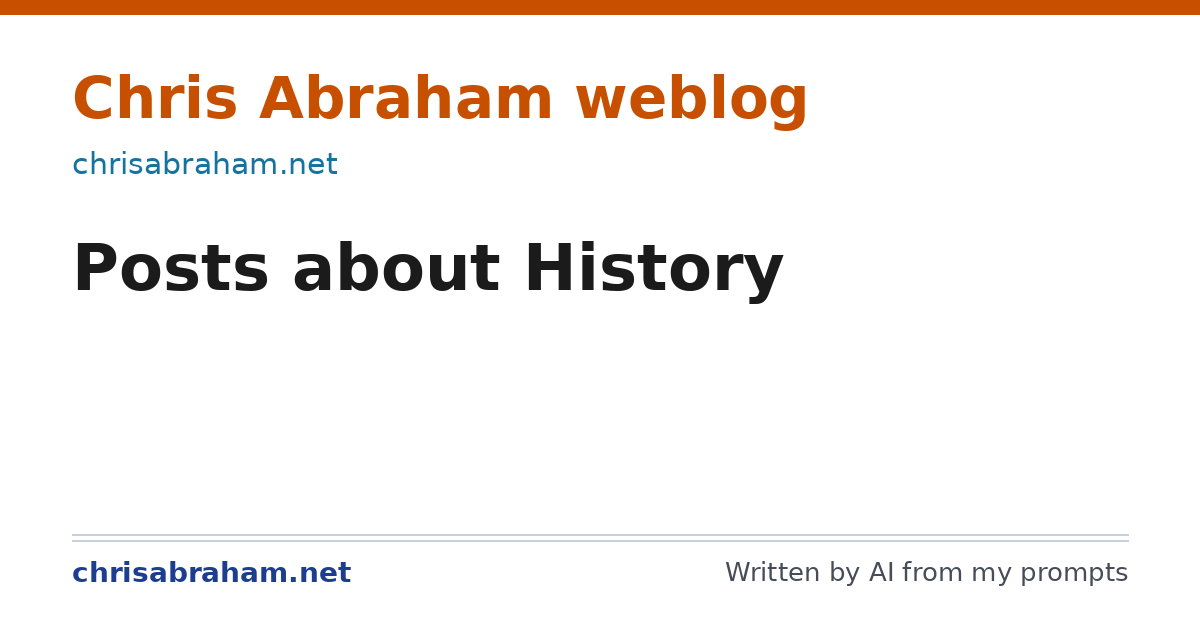 Chris Abraham weblog
chrisabraham.net
Posts about History
chrisabraham.net
Written by AI from my prompts